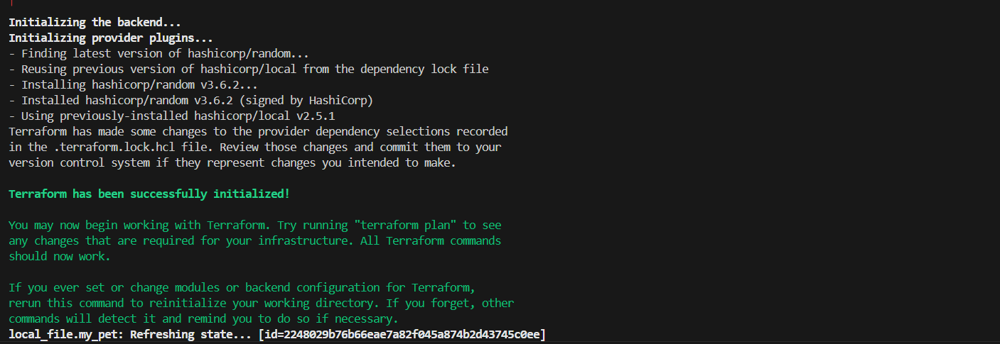 Initializing the backend...
Initializing provider plugins...
- Finding latest version of hashicorp/random...
- Reusing previous version of hashicorp/local from the dependency lock file
- Installing hashicorp/random v3.6.2...
- Installed hashicorp/random v3.6.2 (signed by HashiCorp)
- Using previously-installed hashicorp/local v2.5.1
Terraform has made some changes to the provider dependency selections recorded
in the .terraform.lock.hcl file. Review those changes and commit them to your
version control system if they represent changes you intended to make.
Terraform has been successfully initialized!
You may now begin working with Terraform. Try running "terraform plan" to see
any changes that are required for your infrastructure. All Terraform commands
should now work.
If you ever set or change modules or backend configuration for Terraform,
rerun this command to reinitialize your working directory. If you forget, other
commands will detect it and remind you to do so if necessary.
local_file.my_pet: Refreshing state... [id=2248029b76b66eae7a82f045a874b2d43745c0ee]